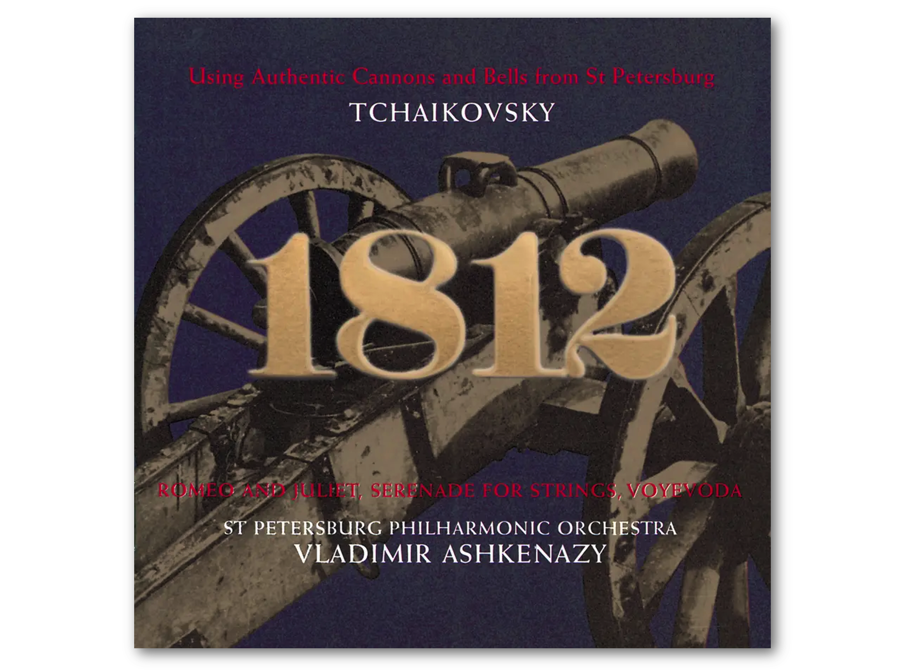 Using Authentic Cannons and Bells from St Petersburg
TCHAIKOVSKY
1812
ROMEO AND JULIET, SERENADE FOR STRINGS, VOYEVODA
ST PETERSBURG PHILHARMONIC ORCHESTRA
VLADIMIR ASHKENAZY